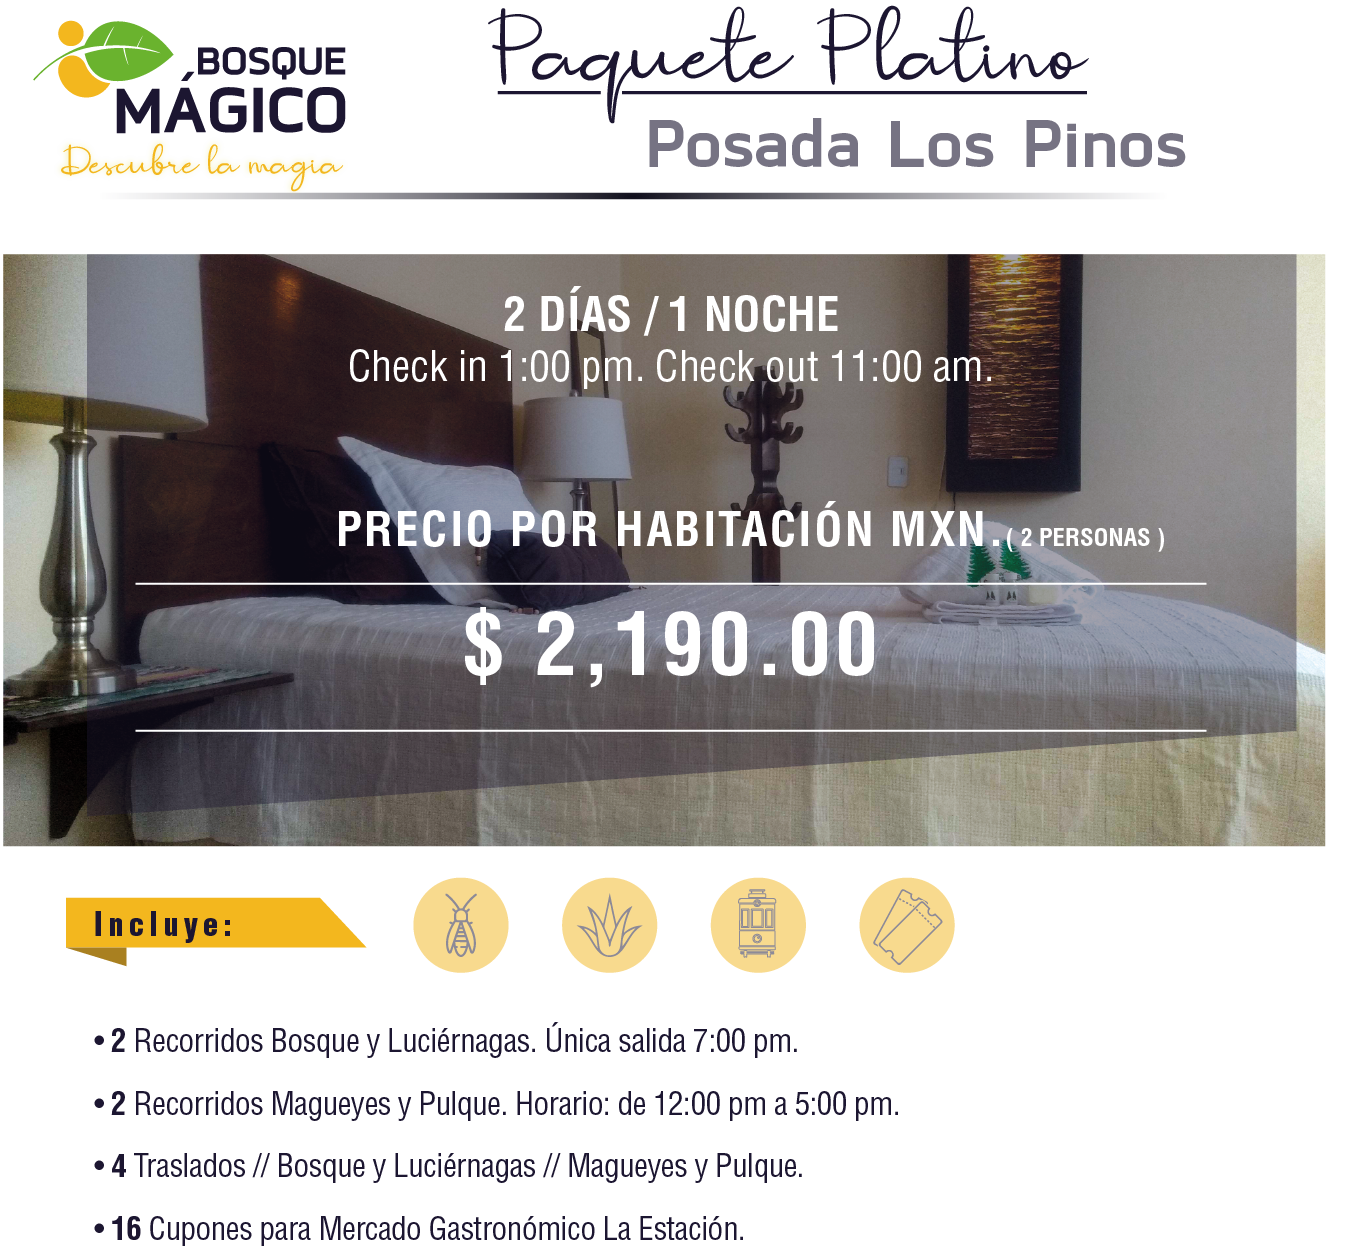 BOSQUE
MÁGICO
Descubre la magia
Paquete Platino
Posada Los Pinos
2 DÍAS / 1 NOCHE
Check in 1:00 pm. Check out 11:00 am.
PRECIO POR HABITACIÓN MXN. ( 2 PERSONAS )
$ 2,190.00
Incluye:
• 2 Recorridos Bosque y Luciérnagas. Única salida 7:00 pm.
• 2 Recorridos Magueyes y Pulque. Horario: de 12:00 pm a 5:00 pm.
• 4 Traslados // Bosque y Luciérnagas // Magueyes y Pulque.
• 16 Cupones para Mercado Gastronómico La Estación.